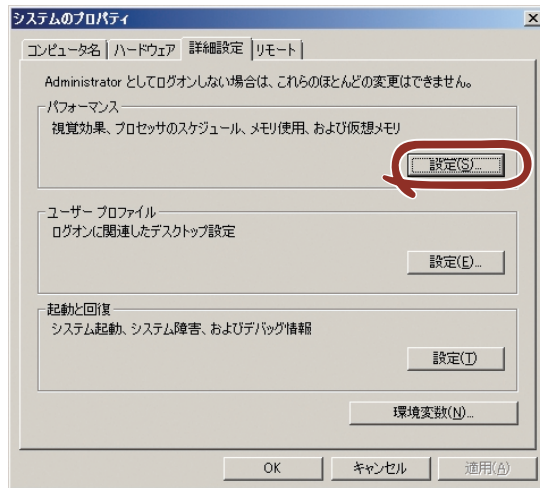 システムのプロパティ
コンピュータ名 ハードウェア 詳細設定 リモート
Administrator としてログオンしない場合は、これらのほとんどの変更はできません。
パフォーマンス
視覚効果、プロセッサのスケジュール、メモリ使用、および仮想メモリ
設定(S)...
ユーザー プロファイル
ログオンに関連したデスクトップ設定
設定(E)...
起動と回復
システム起動、システム障害、およびデバッグ情報
設定(T)
環境変数(N)...
OK キャンセル 適用(A)